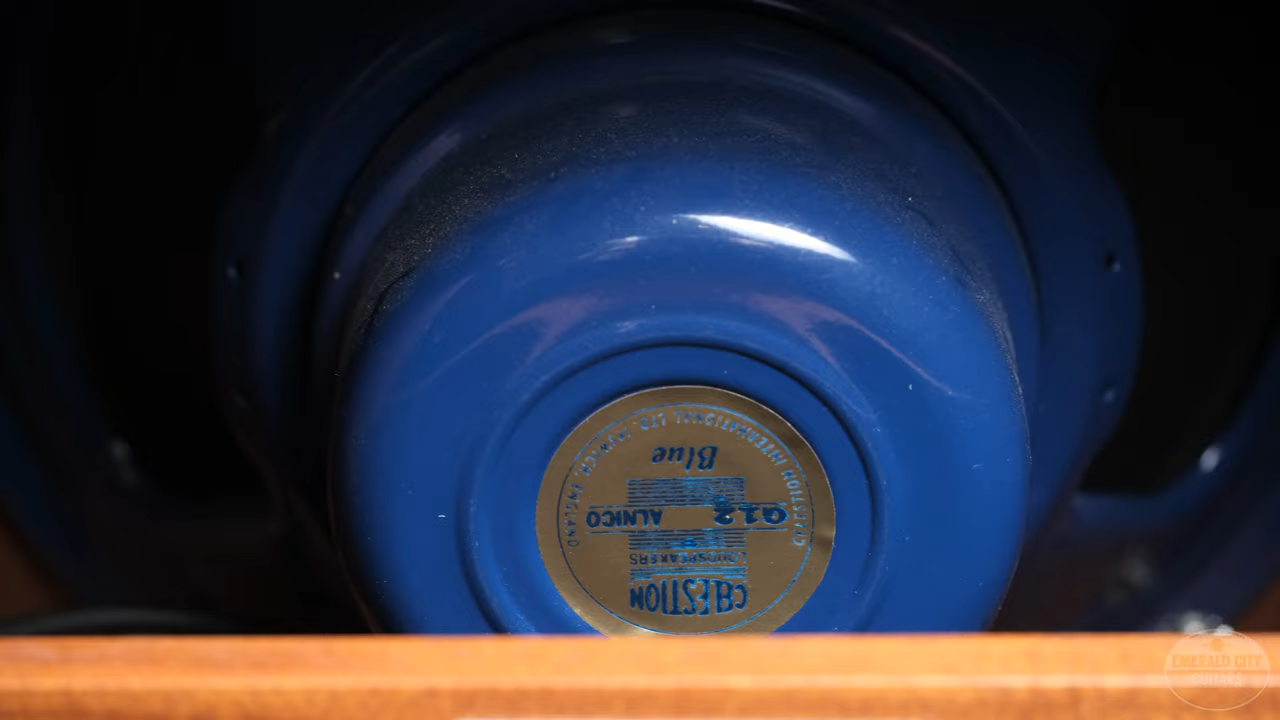 CELESTION
LOUDSPEAKERS
G12 ALNICO
Blue
CELESTION INTERNATIONAL LTD. IPSWICH, ENGLAND.
EMERALD CITY
GUITARS